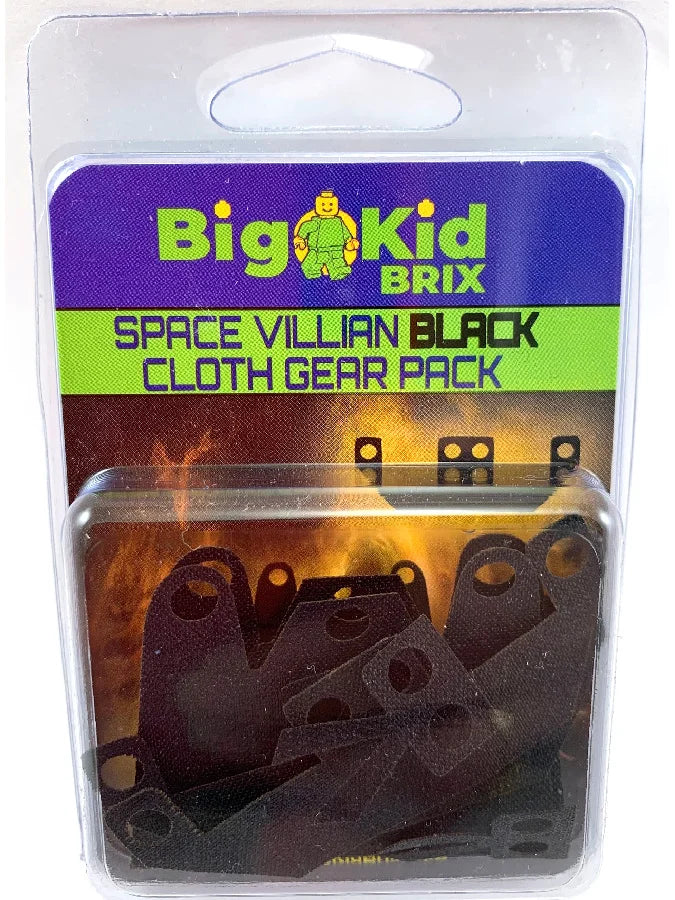 Big Kid
BRIX
SPACE VILLIAN BLACK
CLOTH GEAR PACK